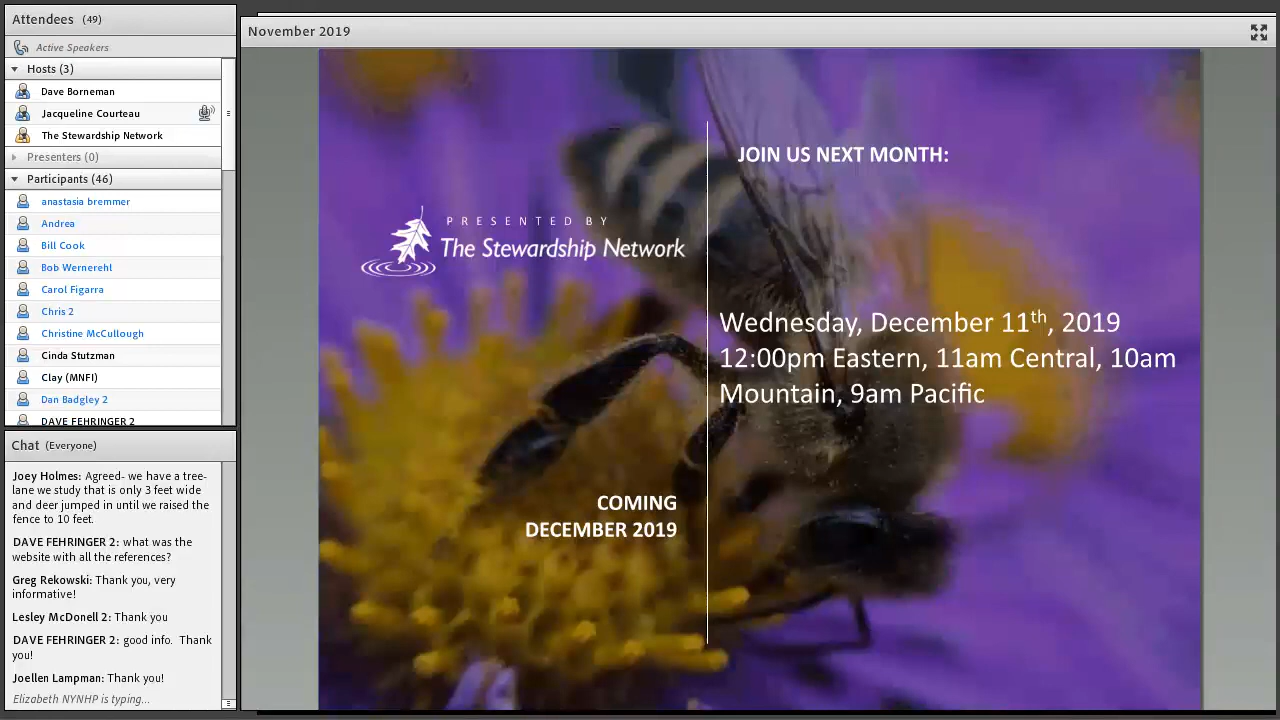 Attendees (49)
Active Speakers
Hosts (3)
Dave Borneman
Jacqueline Courteau
The Stewardship Network
Presenters (0)
Participants (46)
anastasia bremmer
Andrea
Bill Cook
Bob Wernerehl
Carol Figarra
Chris 2
Christine McCullough
Cinda Stutzman
Clay (MNFI)
Dan Badgley 2
DAVE FEHRINGER 2
Chat (Everyone)
Joey Holmes: Agreed- we have a tree-
lane we study that is only 3 feet wide
and deer jumped in until we raised the
fence to 10 feet.
DAVE FEHRINGER 2: what was the
website with all the references?
Greg Rekowski: Thank you, very
informative!
Lesley McDonell 2: Thank you
DAVE FEHRINGER 2: good info.  Thank
you!
Joellen Lampman: Thank you!
Elizabeth NYNHP is typing...
November 2019
PRESENTED BY
The Stewardship Network
COMING
DECEMBER 2019
JOIN US NEXT MONTH:
Wednesday, December 11th, 2019
12:00pm Eastern, 11am Central, 10am
Mountain, 9am Pacific